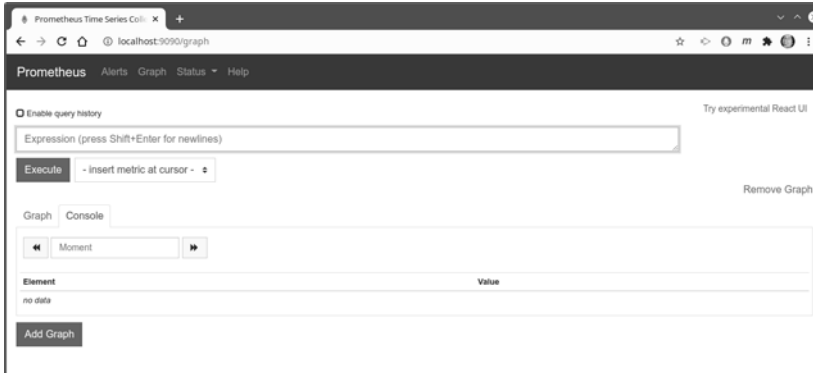 Prometheus Time Series Colle
localhost:9090/graph
m
Prometheus Alerts Graph Status Help
Enable query history
Try experimental React UI
Expression (press Shift+Enter for newlines)
Execute - insert metric at cursor -
Remove Graph
Graph Console
Moment
Element Value
no data
Add Graph